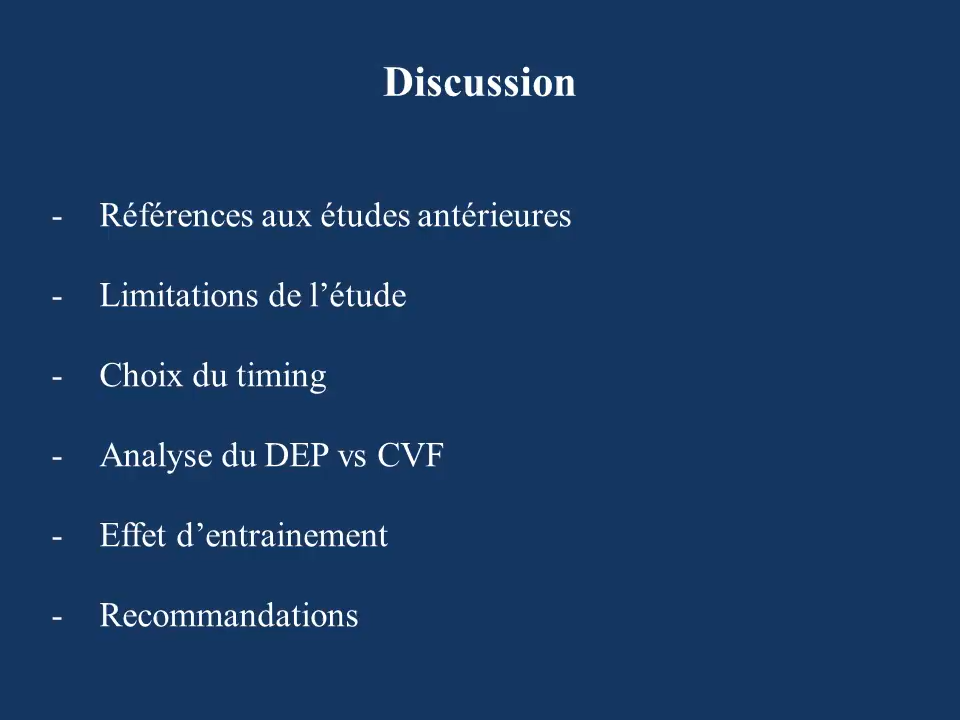 Discussion
- Références aux études antérieures
- Limitations de l’étude
- Choix du timing
- Analyse du DEP vs CVF
- Effet d’entrainement
- Recommandations